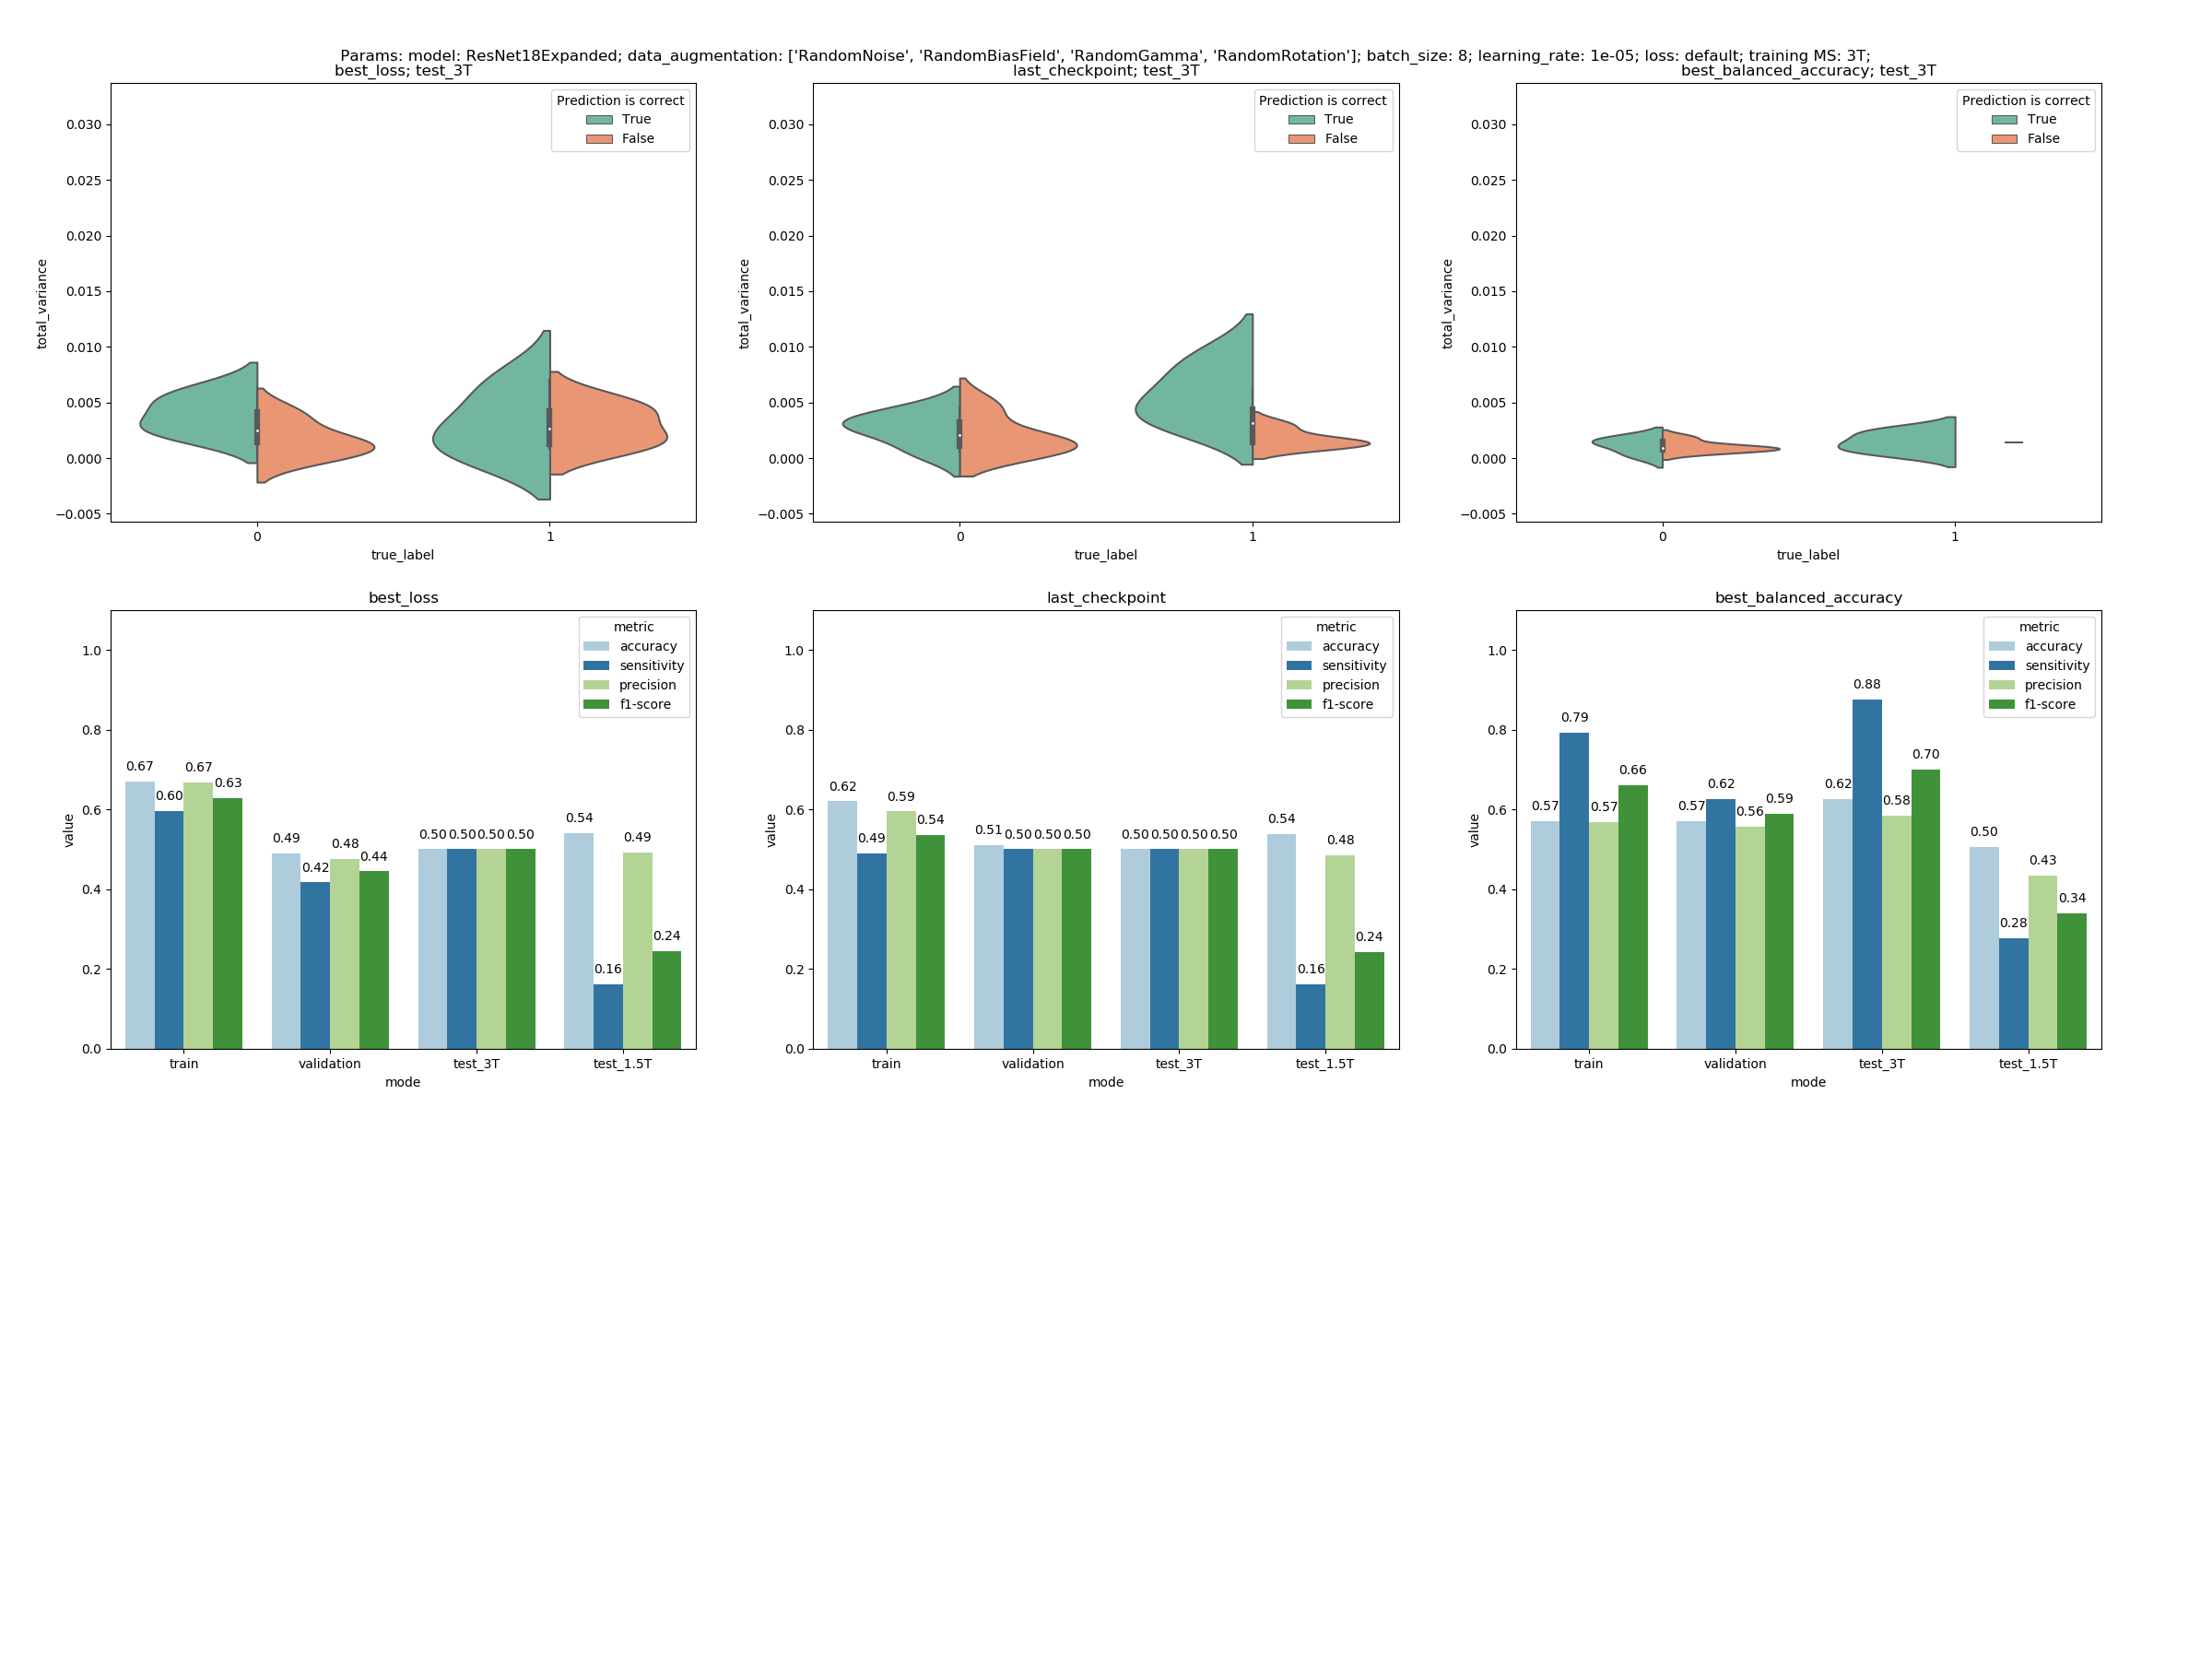 Params: model: ResNet18Expanded; data_augmentation: ['RandomNoise', 'RandomBiasField', 'RandomGamma', 'RandomRotation']; batch_size: 8; learning_rate: 1e-05; loss: default; training MS: 3T;
best_loss; test_3T
Prediction is correct
True
False
0.030
0.025
0.020
0.015
0.010
0.005
0.000
−0.005
total_variance
0
1
true_label
last_checkpoint; test_3T
Prediction is correct
True
False
0.030
0.025
0.020
0.015
0.010
0.005
0.000
−0.005
total_variance
0
1
true_label
best_balanced_accuracy; test_3T
Prediction is correct
True
False
0.030
0.025
0.020
0.015
0.010
0.005
0.000
−0.005
total_variance
0
1
true_label
best_loss
metric
accuracy
sensitivity
precision
f1-score
1.0
0.8
0.6
0.4
0.2
0.0
value
0.67 0.60 0.67 0.63
0.49 0.42 0.48 0.44
0.50 0.50 0.50 0.50
0.54 0.16 0.49 0.24
train validation test_3T test_1.5T
mode
last_checkpoint
metric
accuracy
sensitivity
precision
f1-score
1.0
0.8
0.6
0.4
0.2
0.0
value
0.62 0.49 0.59 0.54
0.51 0.50 0.50 0.50
0.50 0.50 0.50 0.50
0.54 0.16 0.48 0.24
train validation test_3T test_1.5T
mode
best_balanced_accuracy
metric
accuracy
sensitivity
precision
f1-score
1.0
0.8
0.6
0.4
0.2
0.0
value
0.57 0.79 0.57 0.66
0.57 0.62 0.56 0.59
0.62 0.88 0.58 0.70
0.50 0.28 0.43 0.34
train validation test_3T test_1.5T
mode